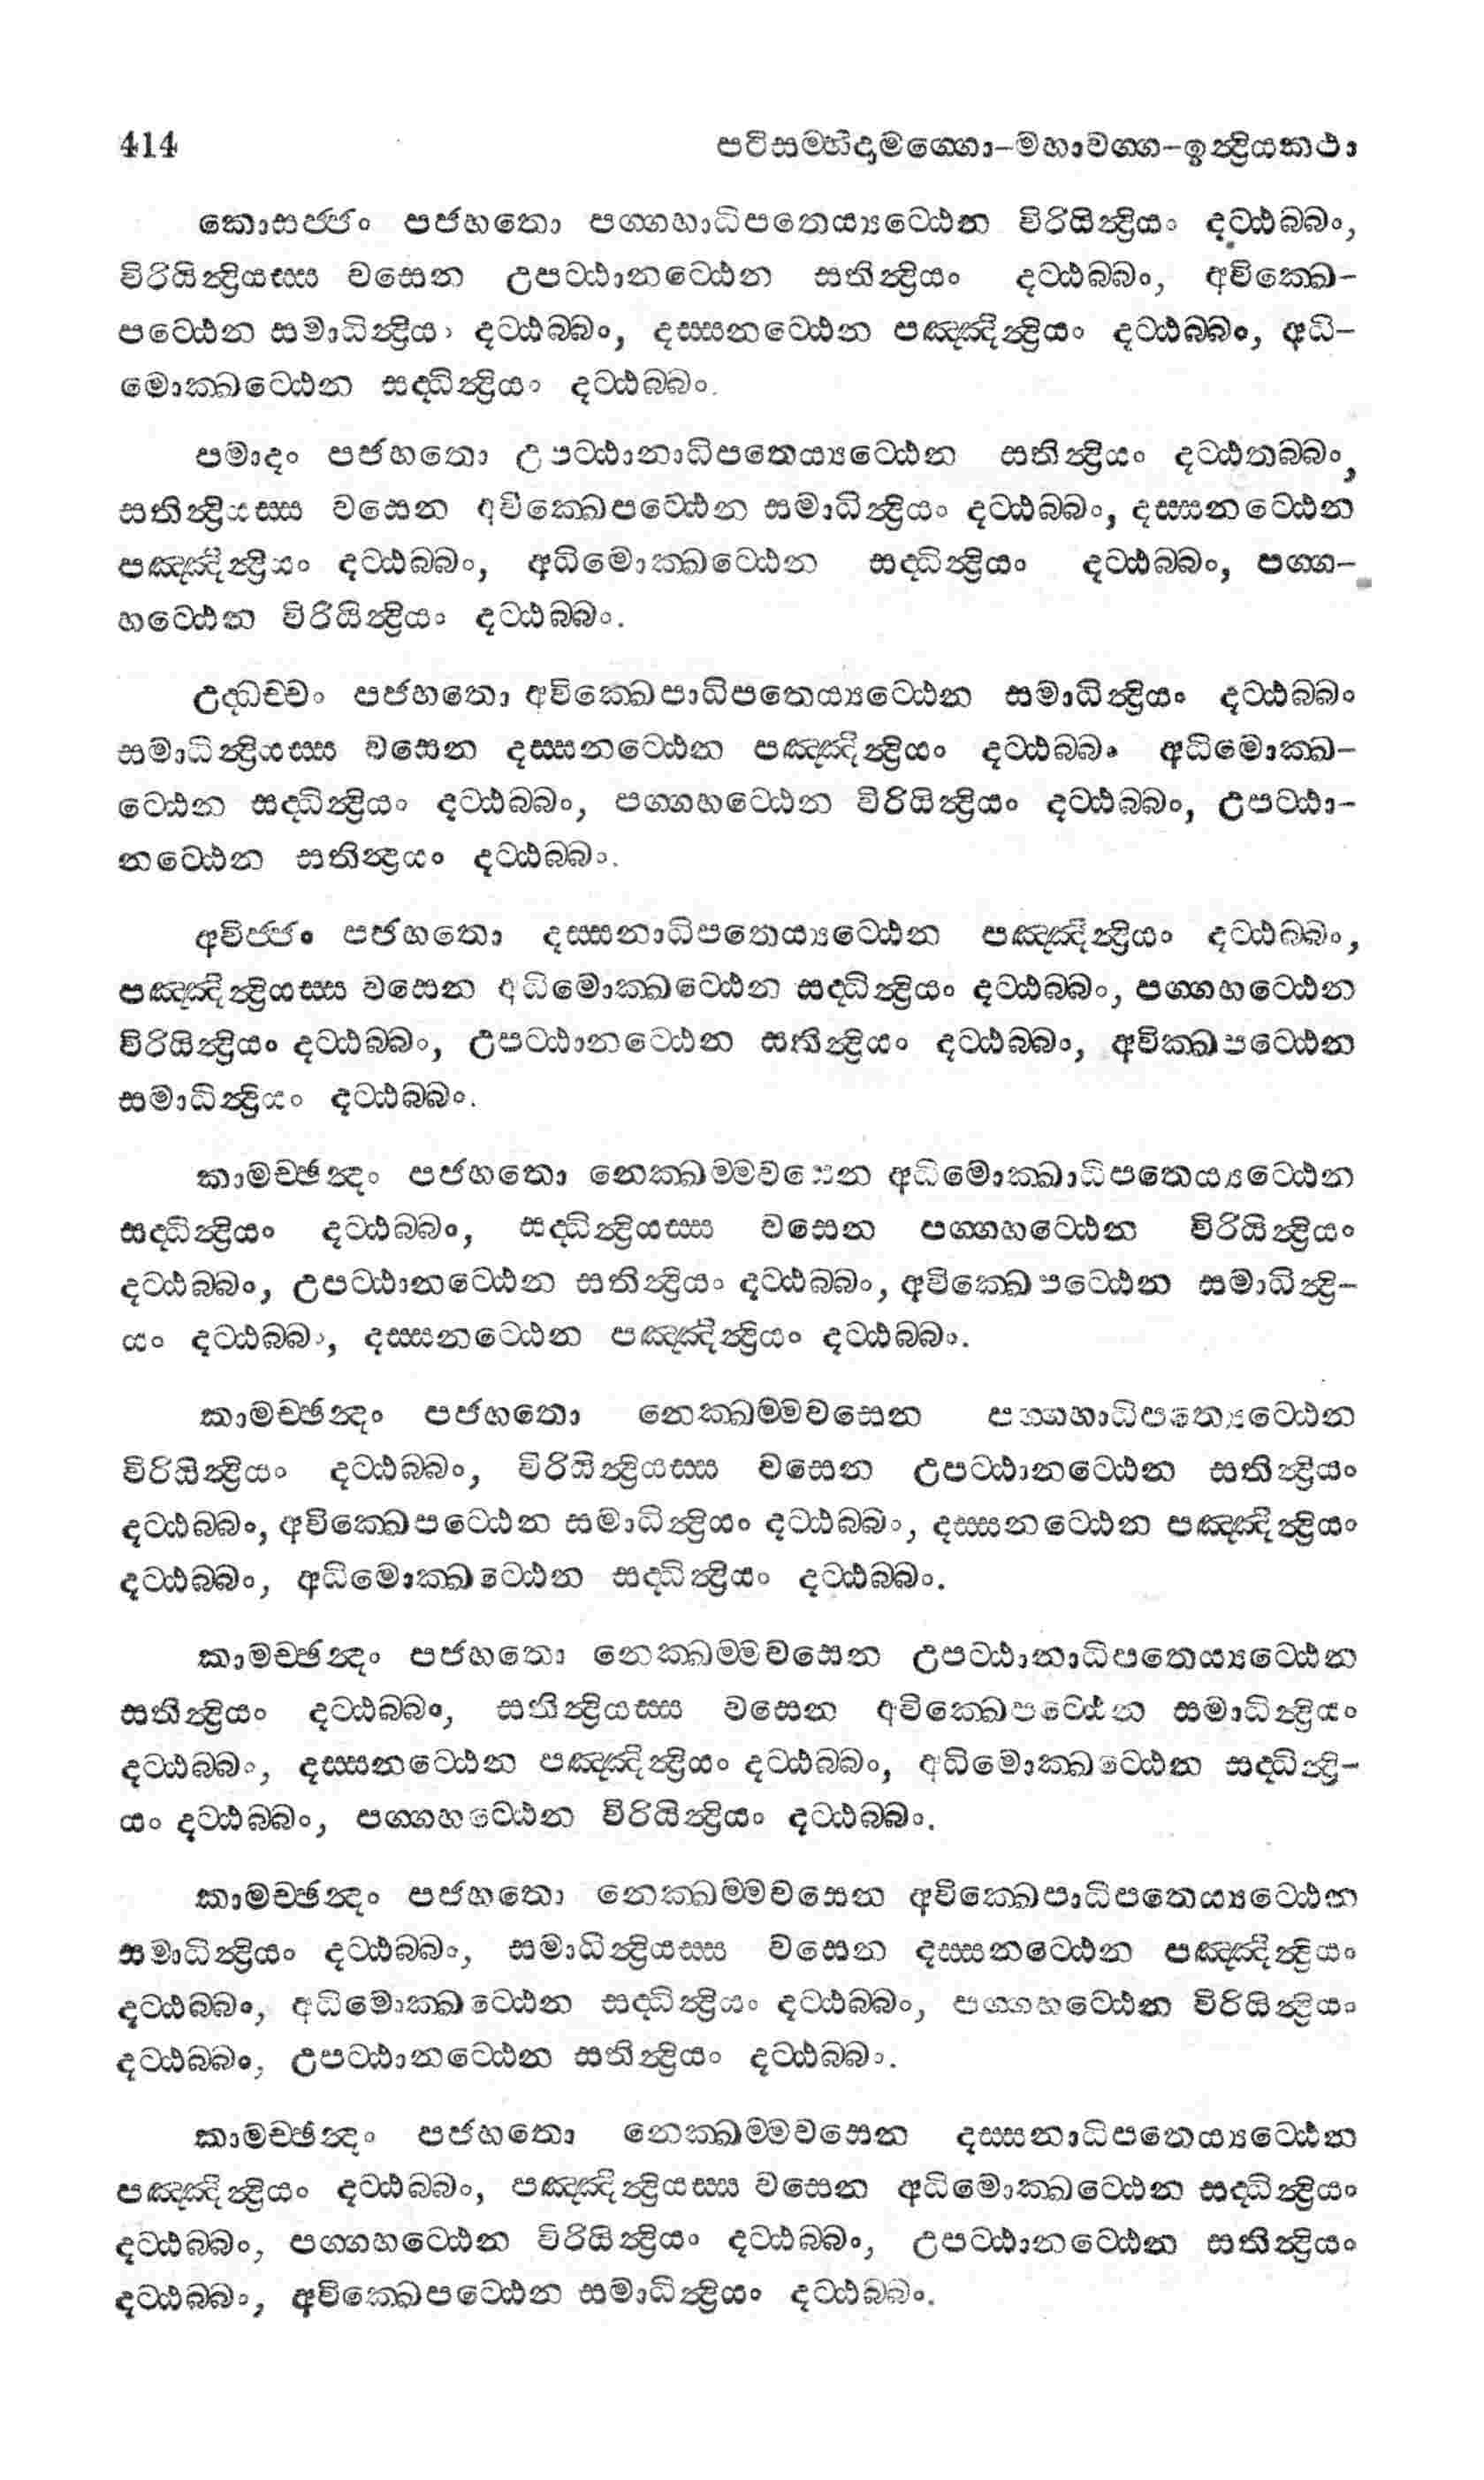 414 පටිසම්භිදාමග්ගො-මහාවග්ග-ඉන්ද්‍රියකථා
කොසජ්ජං පජහතො පග්ගහාධිපතෙය්‍යට්ඨෙන විරියින්ද්‍රියං දට්ඨබ්බං,
විරියින්ද්‍රියස්ස වසෙන උපට්ඨානට්ඨෙන සතින්ද්‍රියං දට්ඨබ්බං, අවික්ඛෙ-
පට්ඨෙන සමාධින්ද්‍රියං දට්ඨබ්බං, දස්සනට්ඨෙන පඤ්ඤින්ද්‍රියං දට්ඨබ්බං, අධි-
මොක්ඛට්ඨෙන සද්ධින්ද්‍රියං දට්ඨබ්බං.
පමාදං පජහතො උපට්ඨානාධිපතෙය්‍යට්ඨෙන සතින්ද්‍රියං දට්ඨතබ්බං,
සතින්ද්‍රියස්ස වසෙන අවික්ඛෙපට්ඨෙන සමාධින්ද්‍රියං දට්ඨබ්බං, දස්සනට්ඨෙන
පඤ්ඤින්ද්‍රියං දට්ඨබ්බං, අධිමොක්ඛට්ඨෙන සද්ධින්ද්‍රියං දට්ඨබ්බං, පග්ග-
හට්ඨෙන විරියින්ද්‍රියං දට්ඨබ්බං.
උද්ධච්චං පජහතො අවික්ඛෙපාධිපතෙය්‍යට්ඨෙන සමාධින්ද්‍රියං දට්ඨබ්බං
සමාධින්ද්‍රියස්ස වසෙන දස්සනට්ඨෙන පඤ්ඤින්ද්‍රියං දට්ඨබ්බං අධිමොක්ඛ-
ට්ඨෙන සද්ධින්ද්‍රියං දට්ඨබ්බං, පග්ගහට්ඨෙන විරියින්ද්‍රියං දට්ඨබ්බං, උපට්ඨා-
නට්ඨෙන සතින්ද්‍රයං දට්ඨබ්බං.
අවිජ්ජං පජහතො දස්සනාධිපතෙය්‍යට්ඨෙන පඤ්ඤින්ද්‍රියං දට්ඨබ්බං,
පඤ්ඤින්ද්‍රියස්ස වසෙන අධිමොක්ඛට්ඨෙන සද්ධින්ද්‍රියං දට්ඨබ්බං, පග්ගහට්ඨෙන
විරියින්ද්‍රියං දට්ඨබ්බං, උපට්ඨානට්ඨෙන සතින්ද්‍රියං දට්ඨබ්බං, අවික්ඛපට්ඨෙන
සමාධින්ද්‍රියං දට්ඨබ්බං.
කාමච්ඡන්දං පජහතො නෙක්ඛම්මවසෙන අධිමොක්ඛාධිපතෙය්‍යට්ඨෙන
සද්ධින්ද්‍රියං දට්ඨබ්බං, සද්ධින්ද්‍රියස්ස වසෙන පග්ගහට්ඨෙන විරියින්ද්‍රියං
දට්ඨබ්බං, උපට්ඨානට්ඨෙන සතින්ද්‍රියං දට්ඨබ්බං, අවික්ඛෙපට්ඨෙන සමාධින්ද්‍රි-
යං දට්ඨබ්බං, දස්සනට්ඨෙන පඤ්ඤින්ද්‍රියං දට්ඨබ්බං.
කාමච්ඡන්දං පජහතො නෙක්ඛම්මවසෙන පග්ගහාධිපතෙය්‍යට්ඨෙන
විරියින්ද්‍රියං දට්ඨබ්බං, විරියින්ද්‍රියස්ස වසෙන උපට්ඨානට්ඨෙන සතින්ද්‍රියං
දට්ඨබ්බං, අවික්ඛෙපට්ඨෙන සමාධින්ද්‍රියං දට්ඨබ්බං, දස්සනට්ඨෙන පඤ්ඤින්ද්‍රියං
දට්ඨබ්බං, අධිමොක්ඛට්ඨෙන සද්ධින්ද්‍රියං දට්ඨබ්බං.
කාමච්ඡන්දං පජහතො නෙක්ඛම්මවසෙන උපට්ඨානාධිපතෙය්‍යට්ඨෙන
සතින්ද්‍රියං දට්ඨබ්බං, සතින්ද්‍රියස්ස වසෙන අවික්ඛෙපට්ඨෙන සමාධින්ද්‍රියං
දට්ඨබ්බං, දස්සනට්ඨෙන පඤ්ඤින්ද්‍රියං දට්ඨබ්බං, අධිමොක්ඛට්ඨෙන සද්ධින්ද්‍රි-
යං දට්ඨබ්බං, පග්ගහට්ඨෙන විරියින්ද්‍රියං දට්ඨබ්බං.
කාමච්ඡන්දං පජහතො නෙක්ඛම්මවසෙන අවික්ඛෙපාධිපතෙය්‍යට්ඨෙන
සමාධින්ද්‍රියං දට්ඨබ්බං, සමාධින්ද්‍රියස්ස වසෙන දස්සනට්ඨෙන පඤ්ඤින්ද්‍රියං
දට්ඨබ්බං, අධිමොක්ඛට්ඨෙන සද්ධින්ද්‍රියං දට්ඨබ්බං, පග්ගහට්ඨෙන විරියින්ද්‍රියං
දට්ඨබ්බං, උපට්ඨානට්ඨෙන සතින්ද්‍රියං දට්ඨබ්බං.
කාමච්ඡන්දං පජහතො නෙක්ඛම්මවසෙන දස්සනාධිපතෙය්‍යට්ඨෙන
පඤ්ඤින්ද්‍රියං දට්ඨබ්බං, පඤ්ඤින්ද්‍රියස්ස වසෙන අධිමොක්ඛට්ඨෙන සද්ධින්ද්‍රියං
දට්ඨබ්බං, පග්ගහට්ඨෙන විරියින්ද්‍රියං දට්ඨබ්බං, උපට්ඨානට්ඨෙන සතින්ද්‍රියං
දට්ඨබ්බං, අවික්ඛෙපට්ඨෙන සමාධින්ද්‍රියං දට්ඨබ්බං.